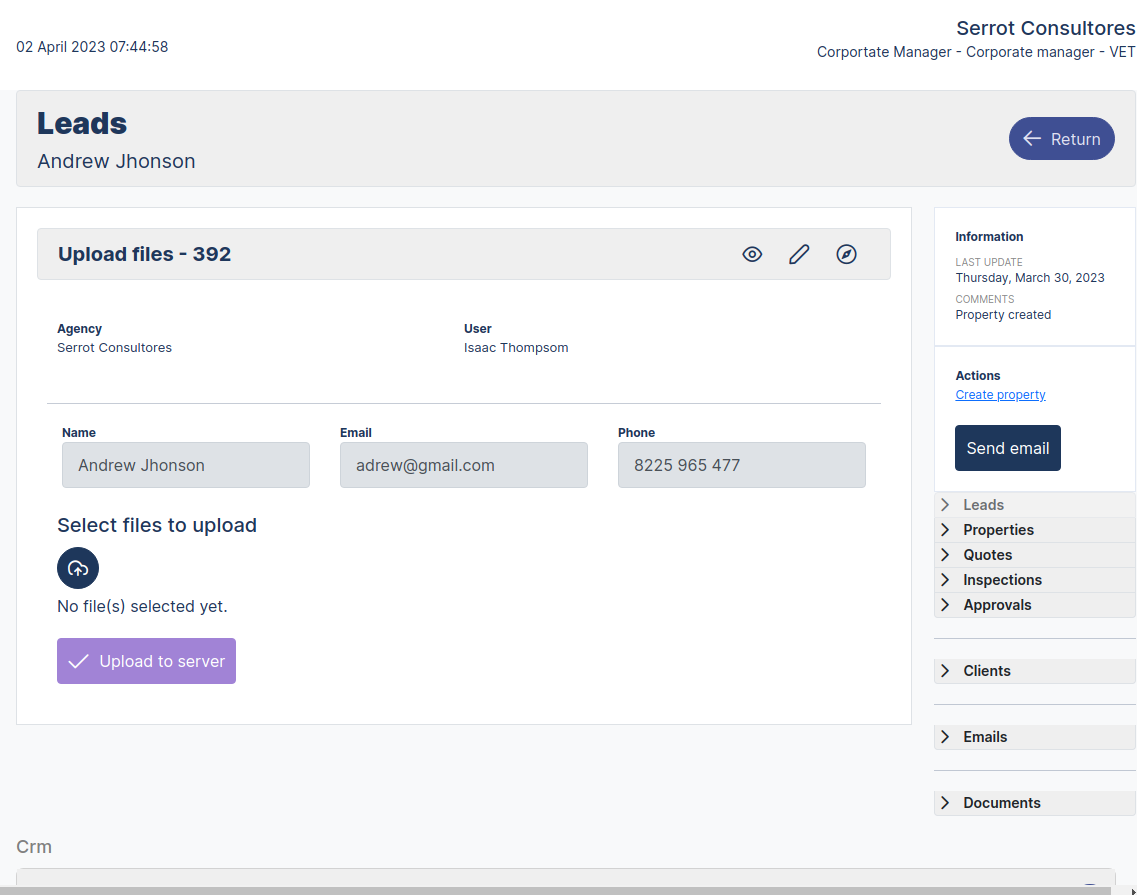 Serrot Consultores
02 April 2023 07:44:58
Corportate Manager - Corporate manager - VET
Leads
Andrew Jhonson
Return
Upload files - 392
Agency
User
Serrot Consultores
Isaac Thompsom
Name
Email
Phone
Andrew Jhonson
adrew@gmail.com
8225 965 477
Select files to upload
No file(s) selected yet.
Upload to server
Information
LAST UPDATE
Thursday, March 30, 2023
COMMENTS
Property created
Actions
Create property
Send email
Leads
Properties
Quotes
Inspections
Approvals
Clients
Emails
Documents
Crm